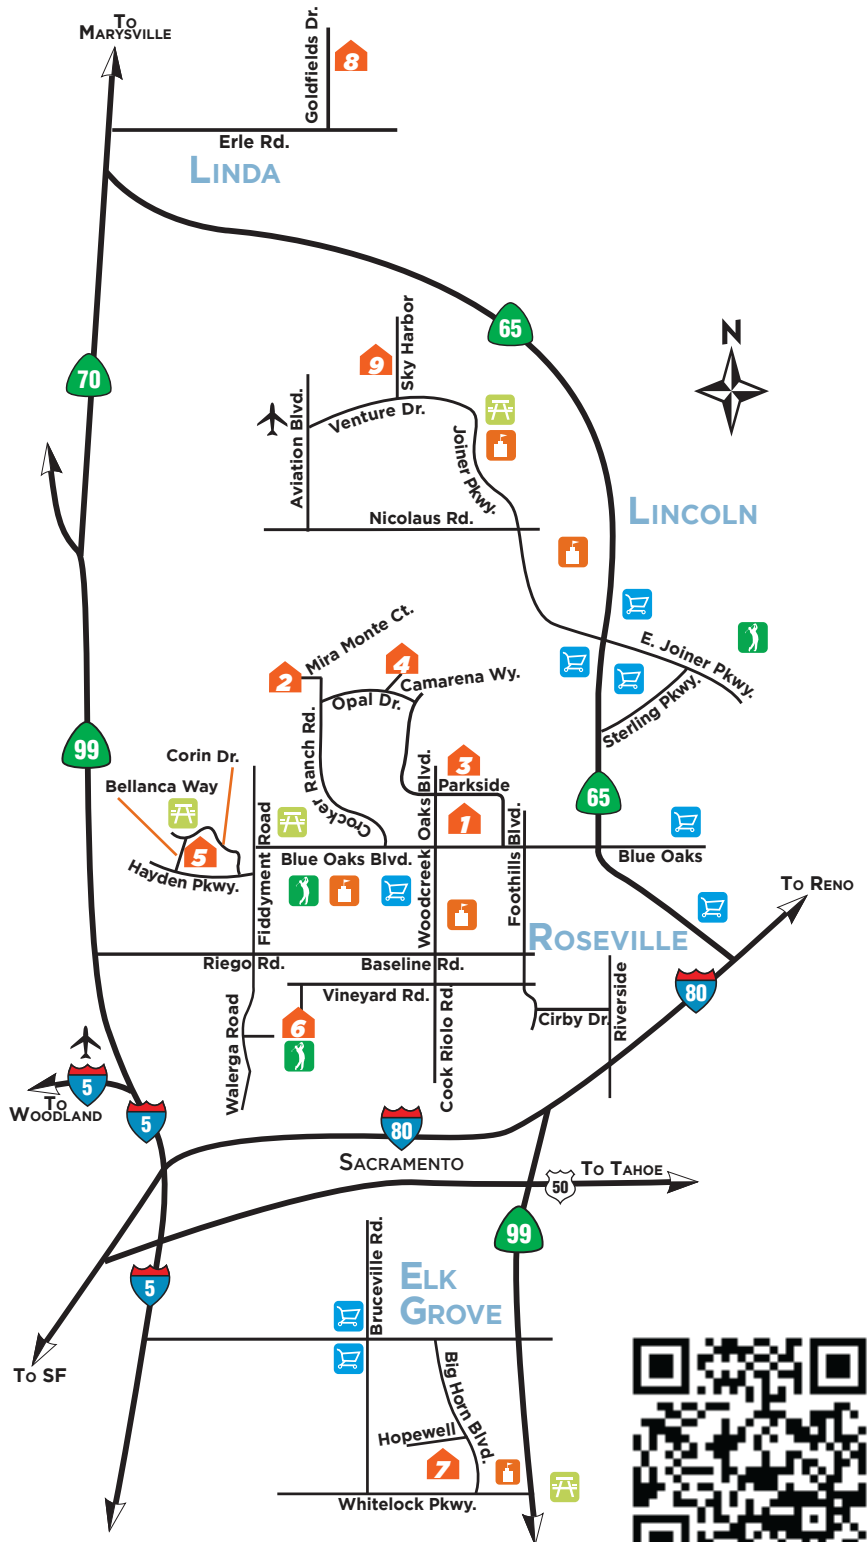 To
Marysville
Goldfields Dr.
8
Erle Rd.
Linda
65
N
Sky Harbor
9
70
Aviation Blvd.
Venture Dr.
Joiner Pkwy.
Lincoln
Nicolaus Rd.
Mira Monte Ct.
4
2
Camarena Wy.
Opal Dr.
E. Joiner Pkwy.
Sterling Pkwy.
99
Corin Dr.
Bellanca Way
Crocker Ranch Rd.
Woodcreek Oaks Blvd.
3
Parkside
65
1
5
Hayden Pkwy.
Fiddyment Road
Blue Oaks Blvd.
Foothills Blvd.
Blue Oaks
To Reno
Roseville
Riego Rd.
Baseline Rd.
80
Vineyard Rd.
Walerga Road
6
Cook Riolo Rd.
Cirby Dr.
Riverside
5
To
Woodland
5
80
Sacramento
To Tahoe
50
99
Bruceville Rd.
5
Elk
Grove
To SF
Big Horn Blvd.
Hopewell
7
Whitelock Pkwy.